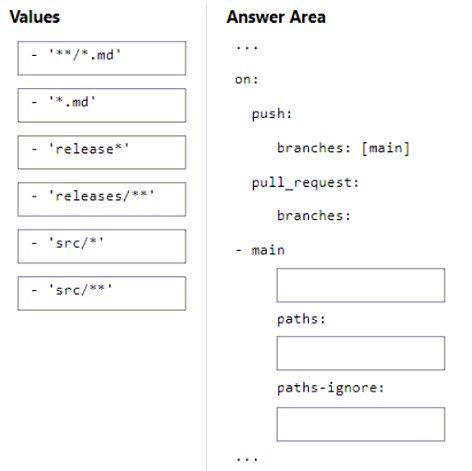 Values
- '**/*.md'
- '*.md'
- 'release*'
- 'releases/**'
- 'src/*'
- 'src/**'
Answer Area
...
on:
push:
branches: [main]
pull_request:
branches:
- main
paths:
paths-ignore:
...